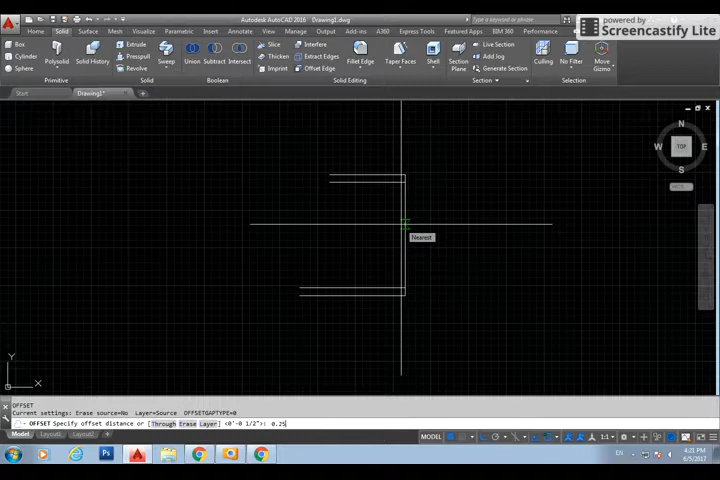 Autodesk AutoCAD 2016 Drawing1.dwg
Type a keyword or phrase
Sign In
powered by
Screencastify Lite
Home Solid Surface Mesh Visualize Parametric Insert Annotate View Manage Output Add-ins A360 Express Tools Featured Apps BIM 360 Performance
Box Extrude Slice Interfere Live Section
Cylinder Polysolid Solid History Presspull Sweep Union Subtract Intersect Thicken Extract Edges Fillet Edge Taper Faces Shell Section Plane Add Jog Culling No Filter Move Gizmo
Sphere Revolve Imprint Offset Edge Generate Section
Primitive Solid Boolean Solid Editing Section Selection
Start Drawing1*
N
W TOP E
S
Nearest
Y
X
OFFSET
Current settings: Erase source=No Layer=Source OFFSETGAPTYPE=0
OFFSET Specify offset distance or [Through Erase Layer] <0'-0 1/2">: 0.25
Model Layout1 Layout2 + MODEL 1:1
Ps EN 4:21 PM
6/5/2017